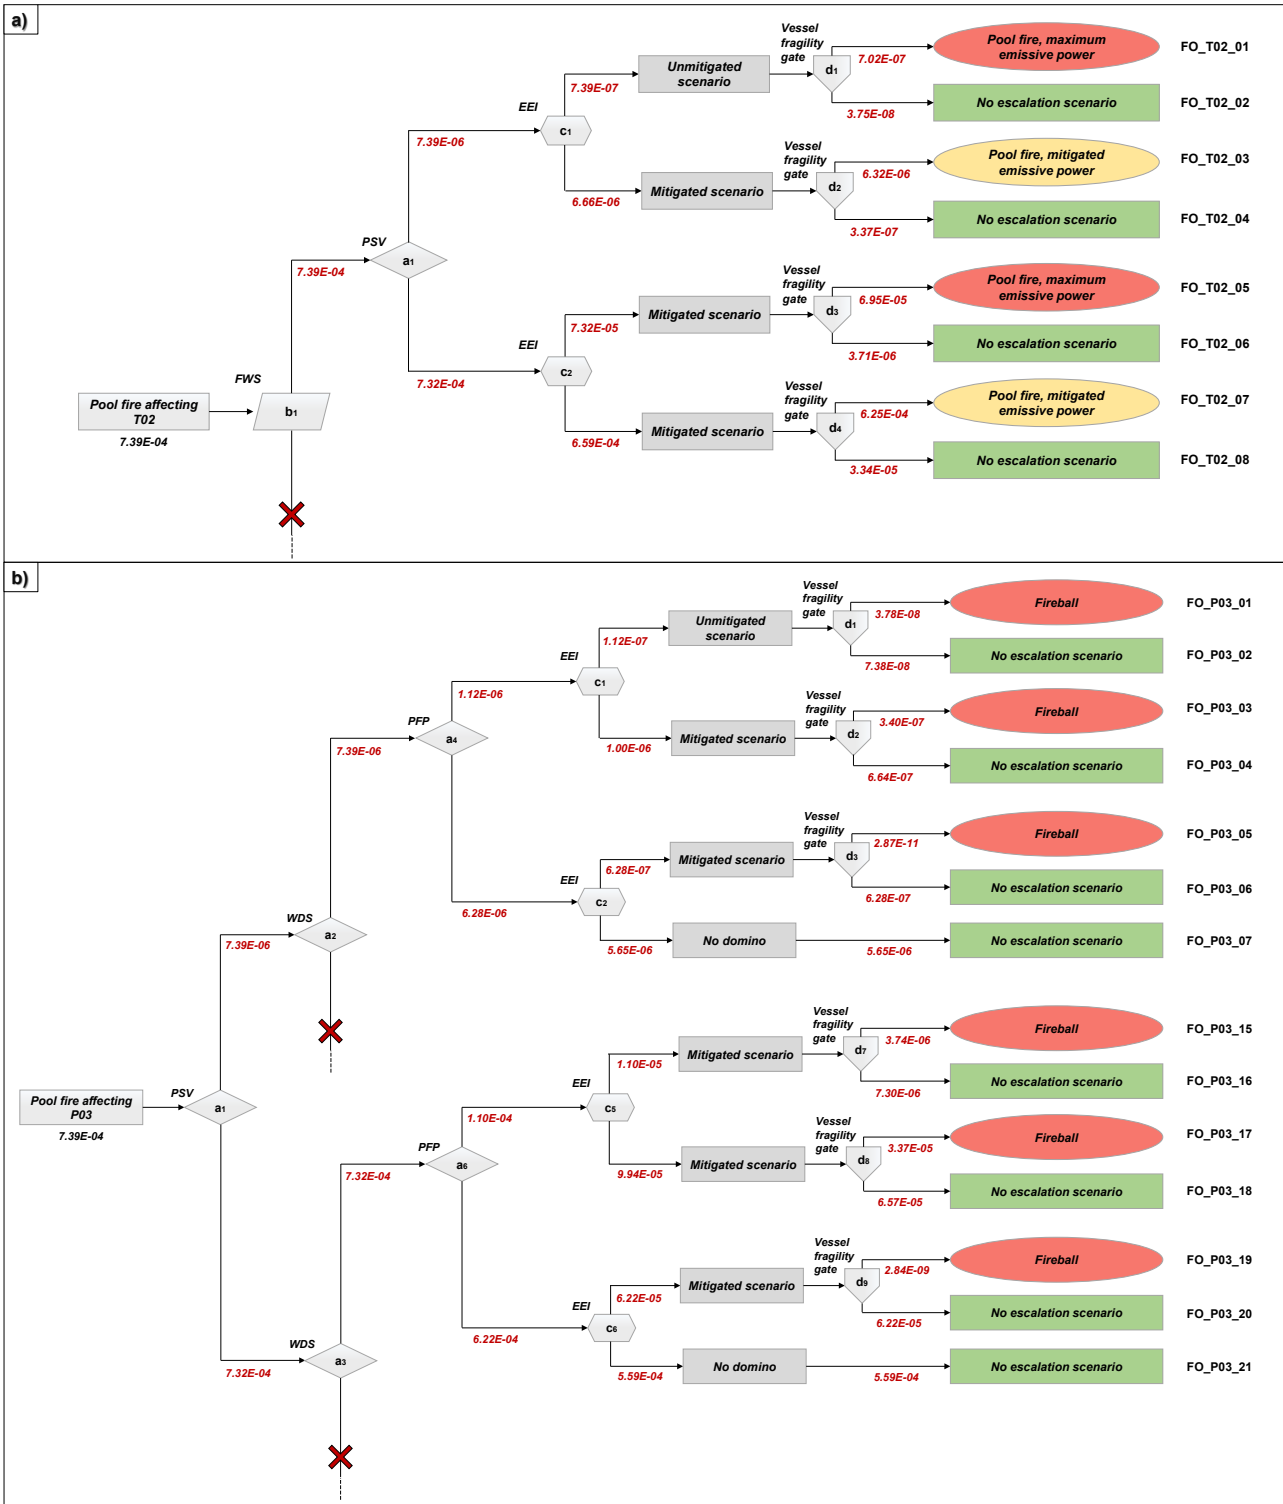 a)
Vessel
fragility
gate
d1
7.02E-07
Pool fire, maximum
emissive power
FO_T02_01
Unmitigated
scenario
7.39E-07
3.75E-08
No escalation scenario
FO_T02_02
EEI
c1
7.39E-06
Vessel
fragility
gate
d2
6.32E-06
Pool fire, mitigated
emissive power
FO_T02_03
Mitigated scenario
6.66E-06
3.37E-07
No escalation scenario
FO_T02_04
PSV
a1
7.39E-04
Vessel
fragility
gate
d3
6.95E-05
Pool fire, maximum
emissive power
FO_T02_05
Mitigated scenario
7.32E-05
3.71E-06
No escalation scenario
FO_T02_06
EEI
c2
7.32E-04
FWS
b1
Pool fire affecting
T02
7.39E-04
Vessel
fragility
gate
d4
6.25E-04
Pool fire, mitigated
emissive power
FO_T02_07
Mitigated scenario
6.59E-04
3.34E-05
No escalation scenario
FO_T02_08
b)
Vessel
fragility
gate
d1
3.78E-08
Fireball
FO_P03_01
Unmitigated
scenario
1.12E-07
7.38E-08
No escalation scenario
FO_P03_02
EEI
c1
1.12E-06
Vessel
fragility
gate
d2
3.40E-07
Fireball
FO_P03_03
Mitigated scenario
1.00E-06
6.64E-07
No escalation scenario
FO_P03_04
PFP
a4
7.39E-06
Vessel
fragility
gate
d3
2.87E-11
Fireball
FO_P03_05
Mitigated scenario
6.28E-07
6.28E-07
No escalation scenario
FO_P03_06
EEI
c2
6.28E-06
No domino
5.65E-06
5.65E-06
No escalation scenario
FO_P03_07
WDS
a2
7.39E-06
Vessel
fragility
gate
d7
3.74E-06
Fireball
FO_P03_15
Mitigated scenario
1.10E-05
7.30E-06
No escalation scenario
FO_P03_16
EEI
c5
1.10E-04
PSV
a1
Pool fire affecting
P03
7.39E-04
Vessel
fragility
gate
d8
3.37E-05
Fireball
FO_P03_17
Mitigated scenario
9.94E-05
6.57E-05
No escalation scenario
FO_P03_18
PFP
a6
7.32E-04
Vessel
fragility
gate
d9
2.84E-09
Fireball
FO_P03_19
Mitigated scenario
6.22E-05
6.22E-05
No escalation scenario
FO_P03_20
EEI
c6
6.22E-04
WDS
a3
7.32E-04
No domino
5.59E-04
5.59E-04
No escalation scenario
FO_P03_21